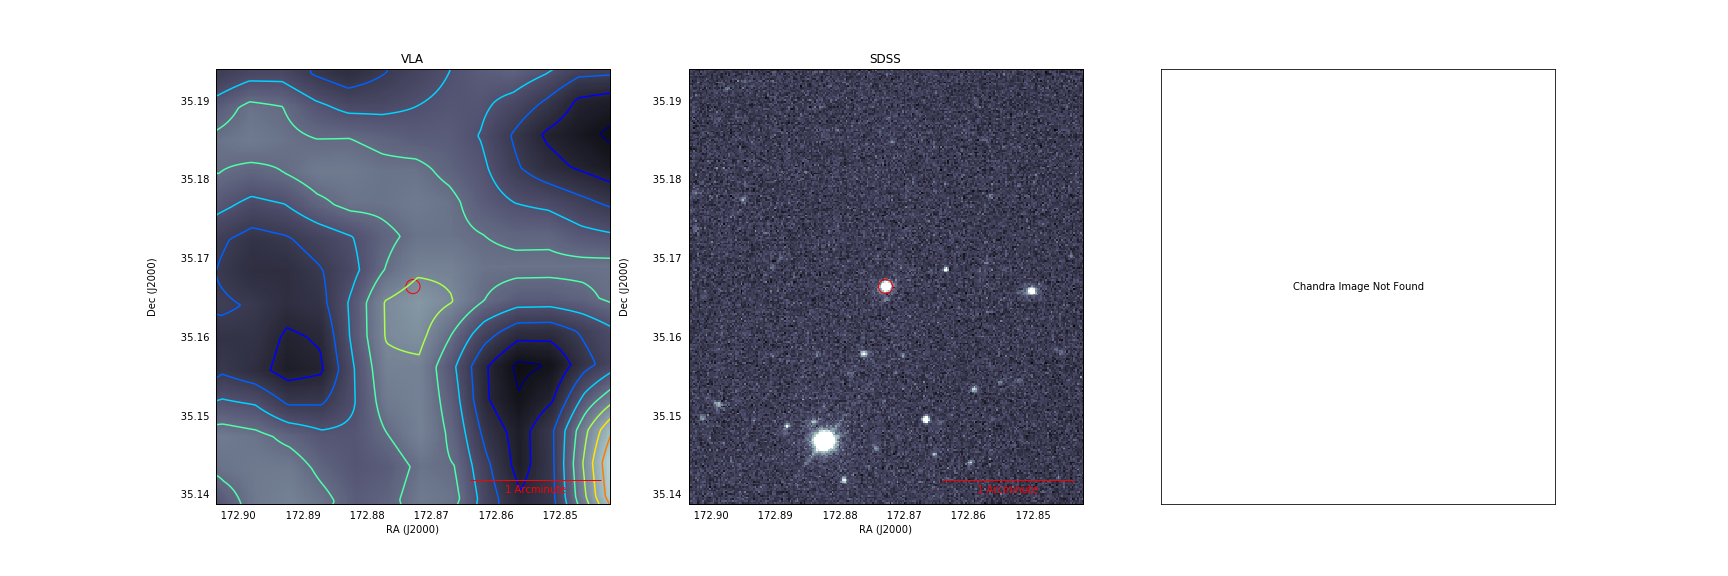 VLA
35.19
35.18
35.17
35.16
35.15
35.14
Dec (J2000)
172.90 172.89 172.88 172.87 172.86 172.85
RA (J2000)
1 Arcminute
SDSS
35.19
35.18
35.17
35.16
35.15
35.14
Dec (J2000)
172.90 172.89 172.88 172.87 172.86 172.85
RA (J2000)
1 Arcminute
Chandra Image Not Found